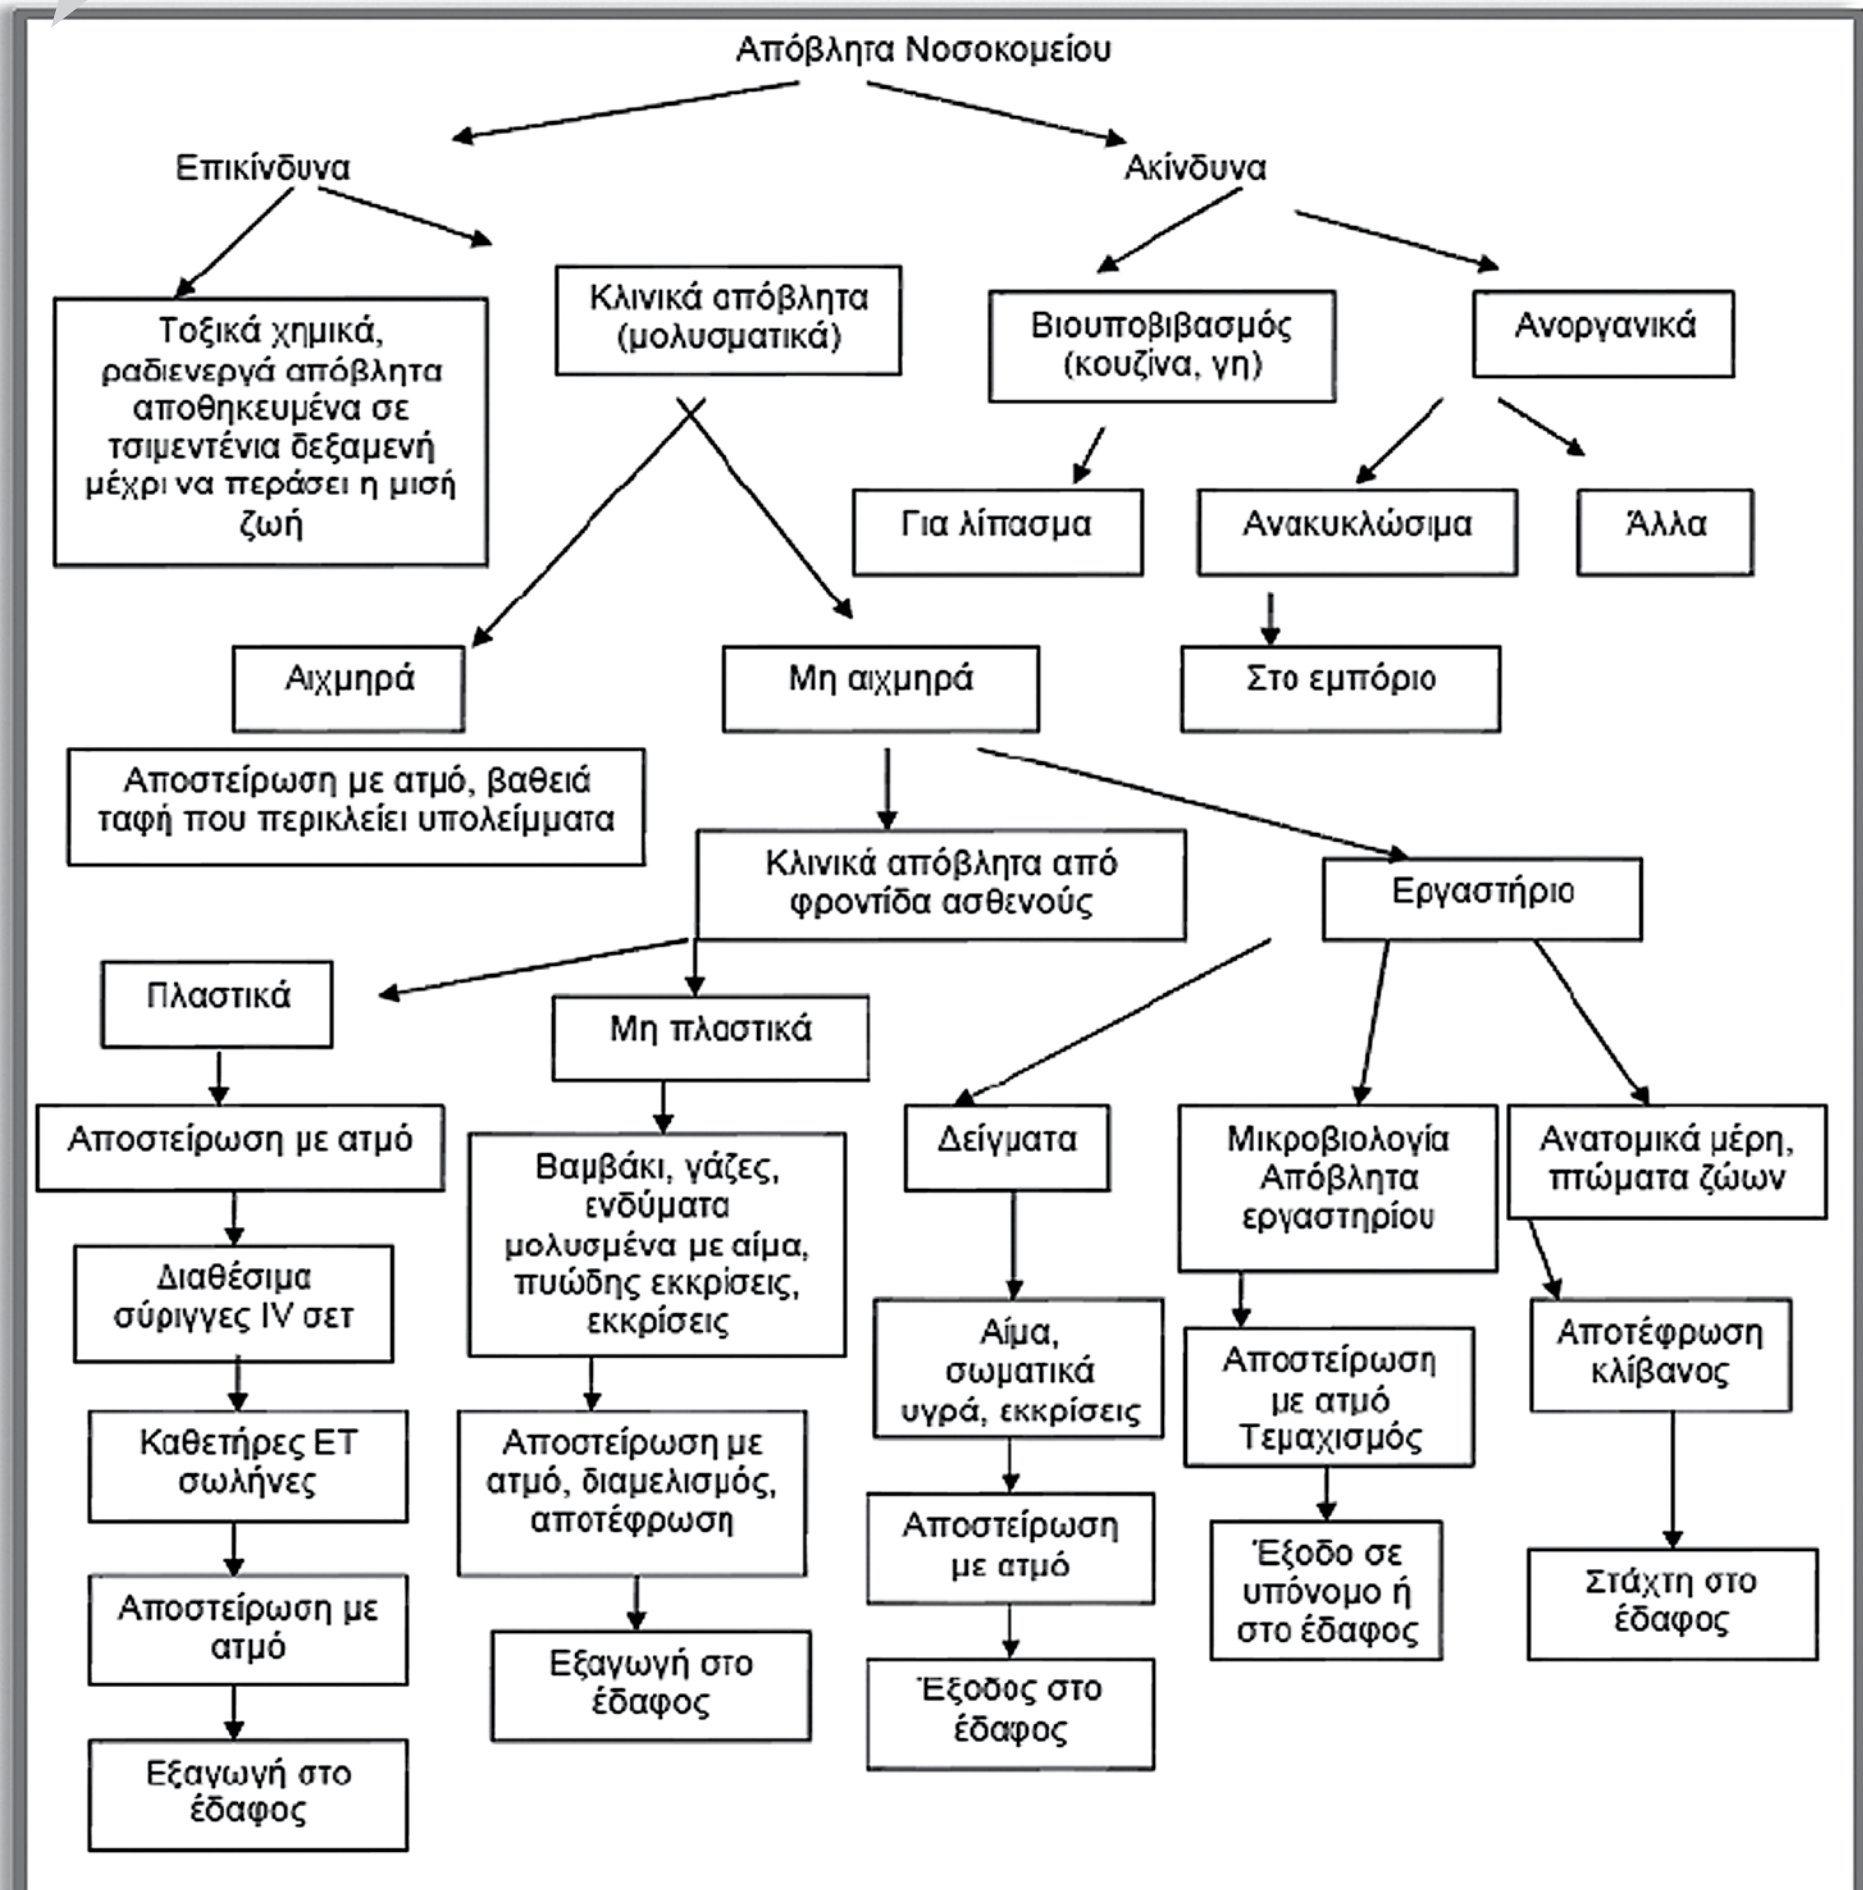 Απόβλητα Νοσοκομείου
Επικίνδυνα
Ακίνδυνα
Τοξικά χημικά,
ραδιενεργά απόβλητα
αποθηκευμένα σε
τσιμεντένια δεξαμενή
μέχρι να περάσει η μισή
ζωή
Κλινικά απόβλητα
(μολυσματικά)
Βιουποβιβασμός
(κουζίνα, γη)
Ανοργανικά
Για λίπασμα
Ανακυκλώσιμα
Άλλα
Αιχμηρά
Μη αιχμηρά
Στο εμπόριο
Αποστείρωση με ατμό, βαθειά
ταφή που περικλείει υπολείμματα
Κλινικά απόβλητα από
φροντίδα ασθενούς
Εργαστήριο
Πλαστικά
Μη πλαστικά
Αποστείρωση με ατμό
Βαμβάκι, γάζες,
ενδύματα
μολυσμένα με αίμα,
πυώδης εκκρίσεις,
εκκρίσεις
Δείγματα
Μικροβιολογία
Απόβλητα
εργαστηρίου
Ανατομικά μέρη,
πτώματα ζώων
Διαθέσιμα
σύριγγες IV σετ
Αίμα,
σωματικά
υγρά, εκκρίσεις
Αποστείρωση
με ατμό
Τεμαχισμός
Αποτέφρωση
κλίβανος
Καθετήρες ΕΤ
σωλήνες
Αποστείρωση με
ατμό, διαμελισμός,
αποτέφρωση
Αποστείρωση
με ατμό
Έξοδο σε
υπόνομο ή
στο έδαφος
Στάχτη στο
έδαφος
Αποστείρωση με
ατμό
Εξαγωγή στο
έδαφος
Έξοδος στο
έδαφος
Εξαγωγή στο
έδαφος